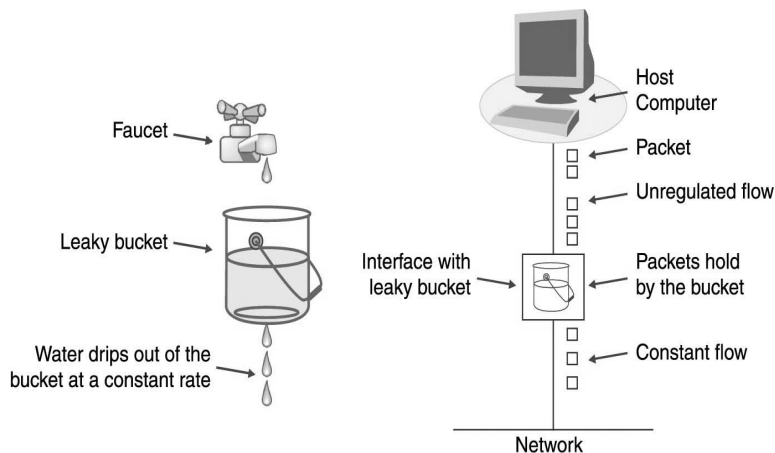 Faucet
Leaky bucket
Water drips out of the
bucket at a constant rate
Host
Computer
Packet
Unregulated flow
Interface with
leaky bucket
Packets hold
by the bucket
Constant flow
Network